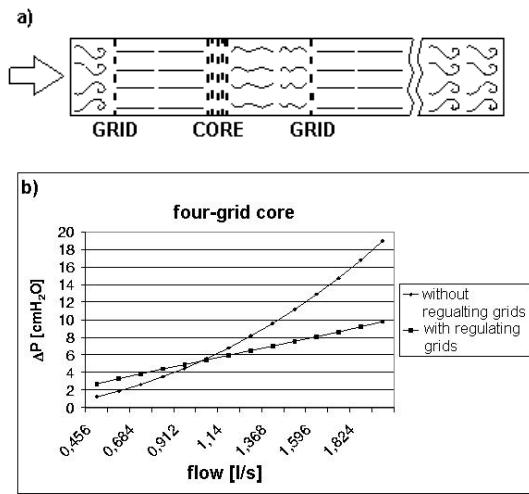 a)
GRID CORE GRID
b)
four-grid core
ΔP [cmH₂O]
20
18
16
14
12
10
8
6
4
2
0
0,456 0,684 0,912 1,14 1,368 1,596 1,824
flow [l/s]
without
regualting grids
with regulating
grids